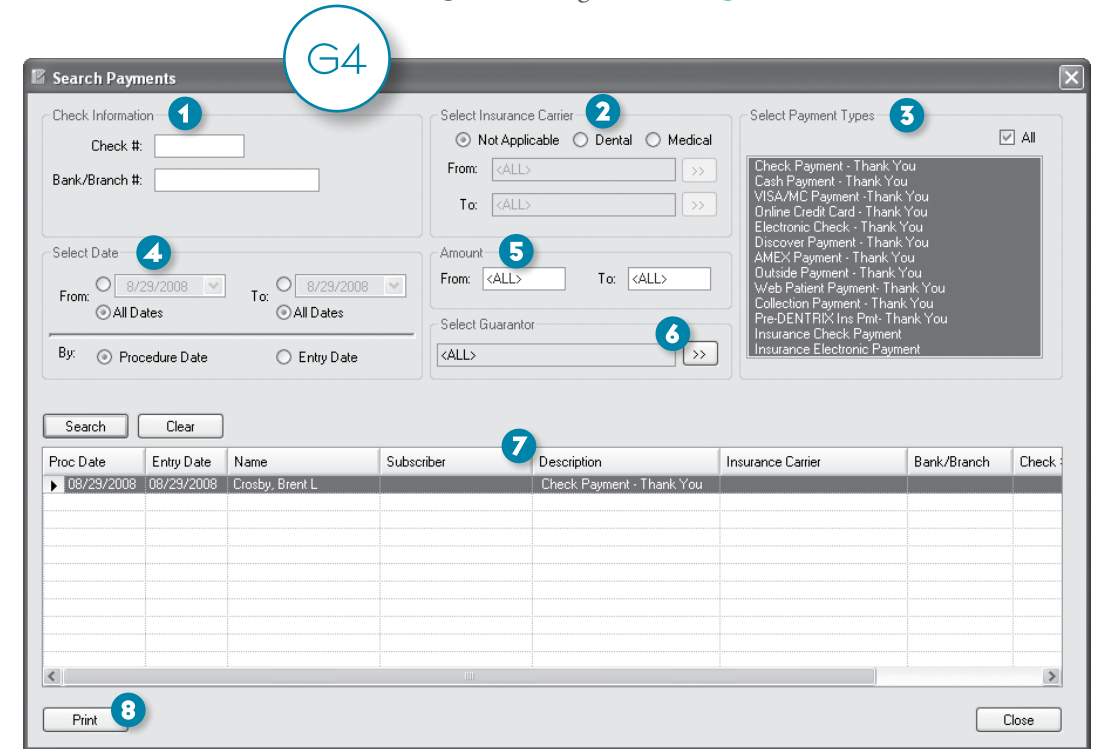 G4
Search Payments
Check Information 1
Check #:
Bank/Branch #:
Select Insurance Carrier 2
Not Applicable Dental Medical
From: <ALL> >>
To: <ALL> >>
Select Payment Types 3
All
Check Payment - Thank You
Cash Payment - Thank You
VISA/MC Payment -Thank You
Online Credit Card - Thank You
Electronic Check - Thank You
Discover Payment - Thank You
AMEX Payment - Thank You
Outside Payment - Thank You
Web Patient Payment- Thank You
Collection Payment - Thank You
Pre-DENTRIX Ins Pmt- Thank You
Insurance Check Payment
Insurance Electronic Payment
Select Date 4
From: 8/29/2008 To: 8/29/2008
All Dates All Dates
By: Procedure Date Entry Date
Amount 5
From: <ALL> To: <ALL>
Select Guarantor 6
<ALL> >>
Search Clear
7
Proc Date Entry Date Name Subscriber Description Insurance Carrier Bank/Branch Check
08/29/2008 08/29/2008 Crosby, Brent L Check Payment - Thank You
Print 8 Close